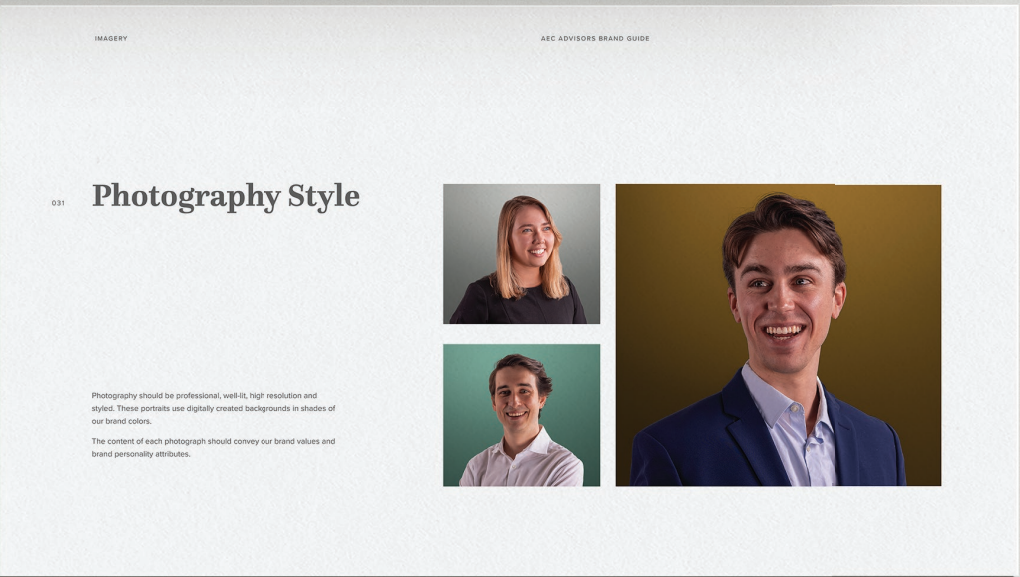 IMAGERY
AEC ADVISORS BRAND GUIDE
031
Photography Style
Photography should be professional, well-lit, high resolution and
styled. These portraits use digitally created backgrounds in shades of
our brand colors.
The content of each photograph should convey our brand values and
brand personality attributes.